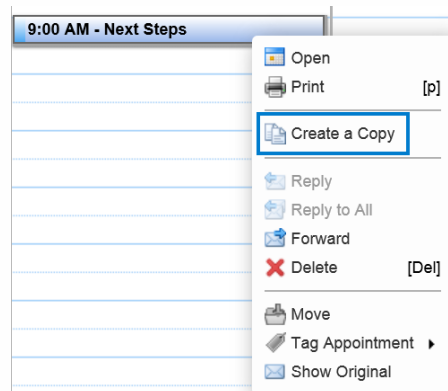 9:00 AM - Next Steps
Open
Print [p]
Create a Copy
Reply
Reply to All
Forward
Delete [Del]
Move
Tag Appointment
Show Original